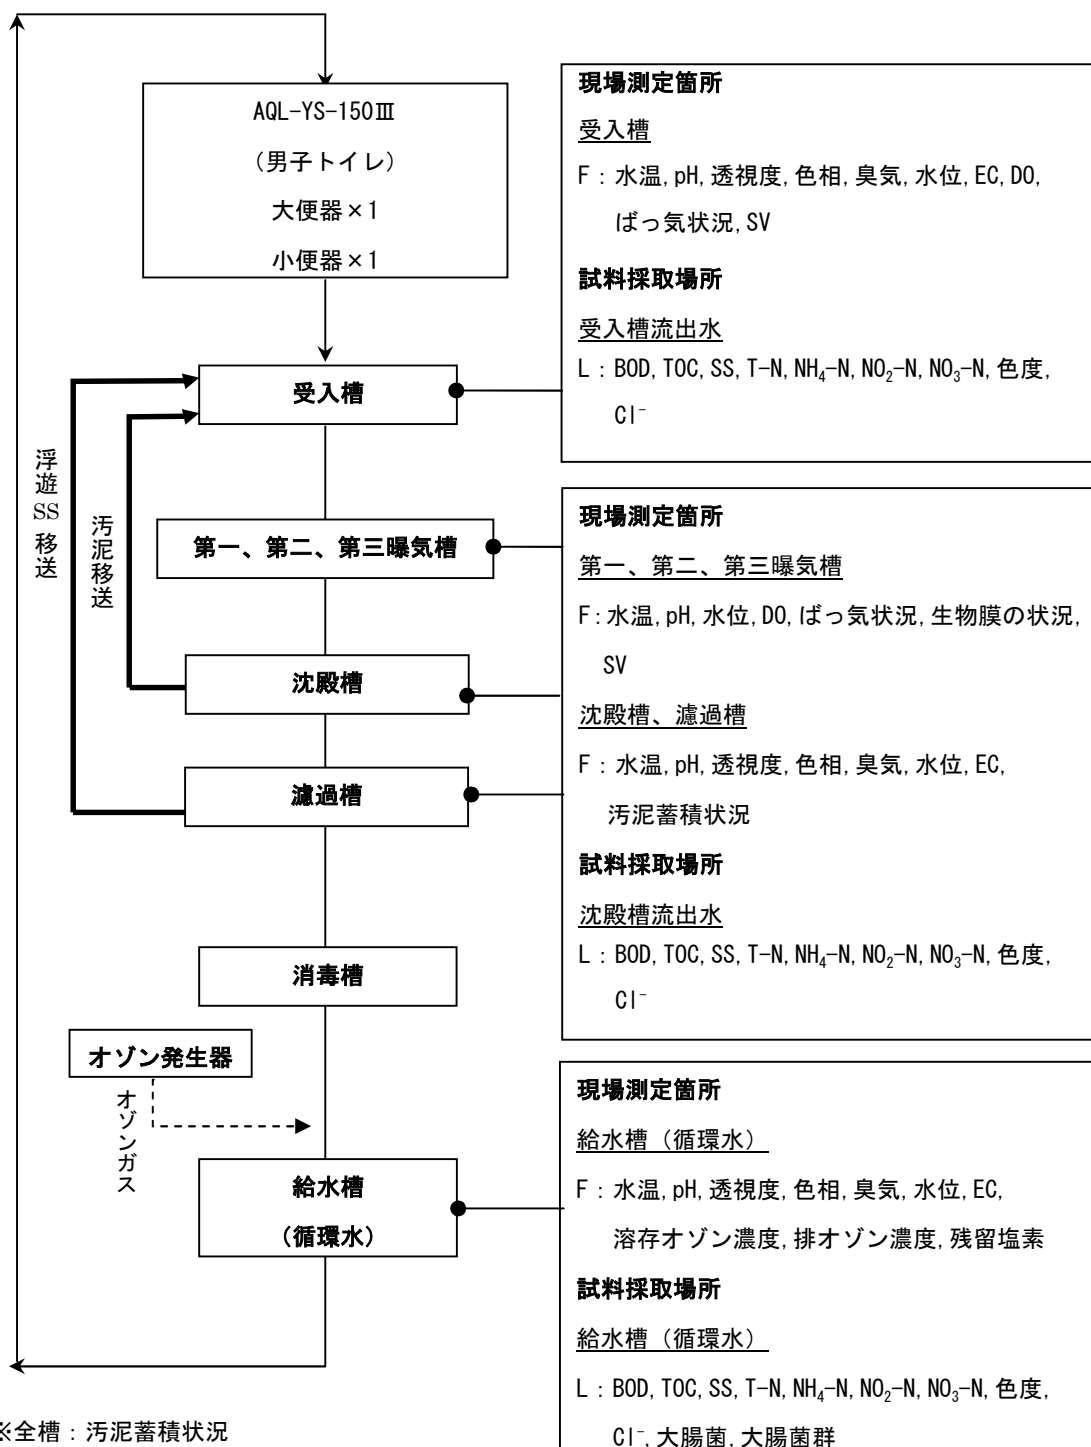 AQL-YS-150Ⅲ
（男子トイレ）
大便器×1
小便器×1
受入槽
第一、第二、第三曝気槽
沈殿槽
濾過槽
消毒槽
オゾン発生器
給水槽
（循環水）
浮遊SS移送
汚泥移送
オゾンガス
※全槽：汚泥蓄積状況
現場測定箇所
受入槽
F：水温, pH, 透視度, 色相, 臭気, 水位, EC, DO,
ばっ気状況, SV
試料採取場所
受入槽流出水
L：BOD, TOC, SS, T-N, NH₄-N, NO₂-N, NO₃-N, 色度,
Cl⁻
現場測定箇所
第一、第二、第三曝気槽
F：水温, pH, 水位, DO, ばっ気状況, 生物膜の状況,
SV
沈殿槽、濾過槽
F：水温, pH, 透視度, 色相, 臭気, 水位, EC,
汚泥蓄積状況
試料採取場所
沈殿槽流出水
L：BOD, TOC, SS, T-N, NH₄-N, NO₂-N, NO₃-N, 色度,
Cl⁻
現場測定箇所
給水槽（循環水）
F：水温, pH, 透視度, 色相, 臭気, 水位, EC,
溶存オゾン濃度, 排オゾン濃度, 残留塩素
試料採取場所
給水槽（循環水）
L：BOD, TOC, SS, T-N, NH₄-N, NO₂-N, NO₃-N, 色度,
Cl⁻, 大腸菌, 大腸菌群